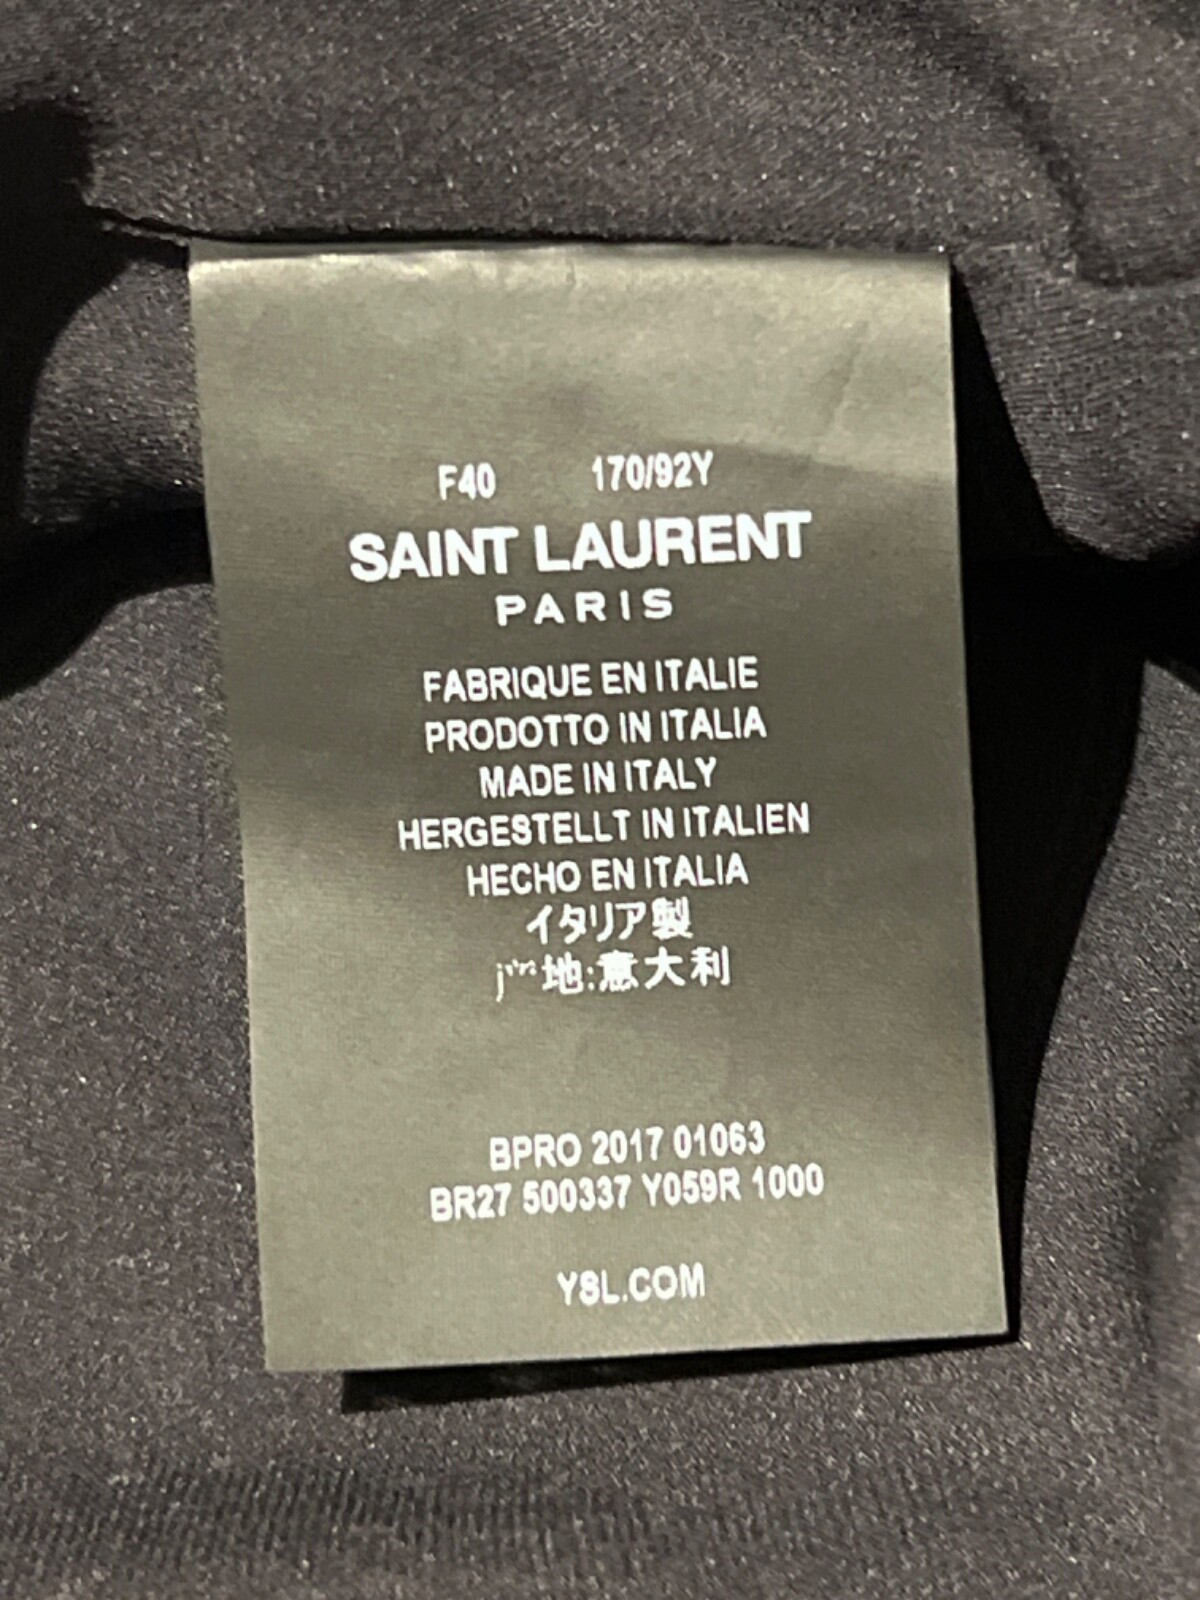 F40 170/92Y
SAINT LAURENT
PARIS
FABRIQUE EN ITALIE
PRODOTTO IN ITALIA
MADE IN ITALY
HERGESTELLT IN ITALIEN
HECHO EN ITALIA
イタリア製
地:意大利
BPRO 2017 01063
BR27 500337 Y059R 1000
YSL.COM